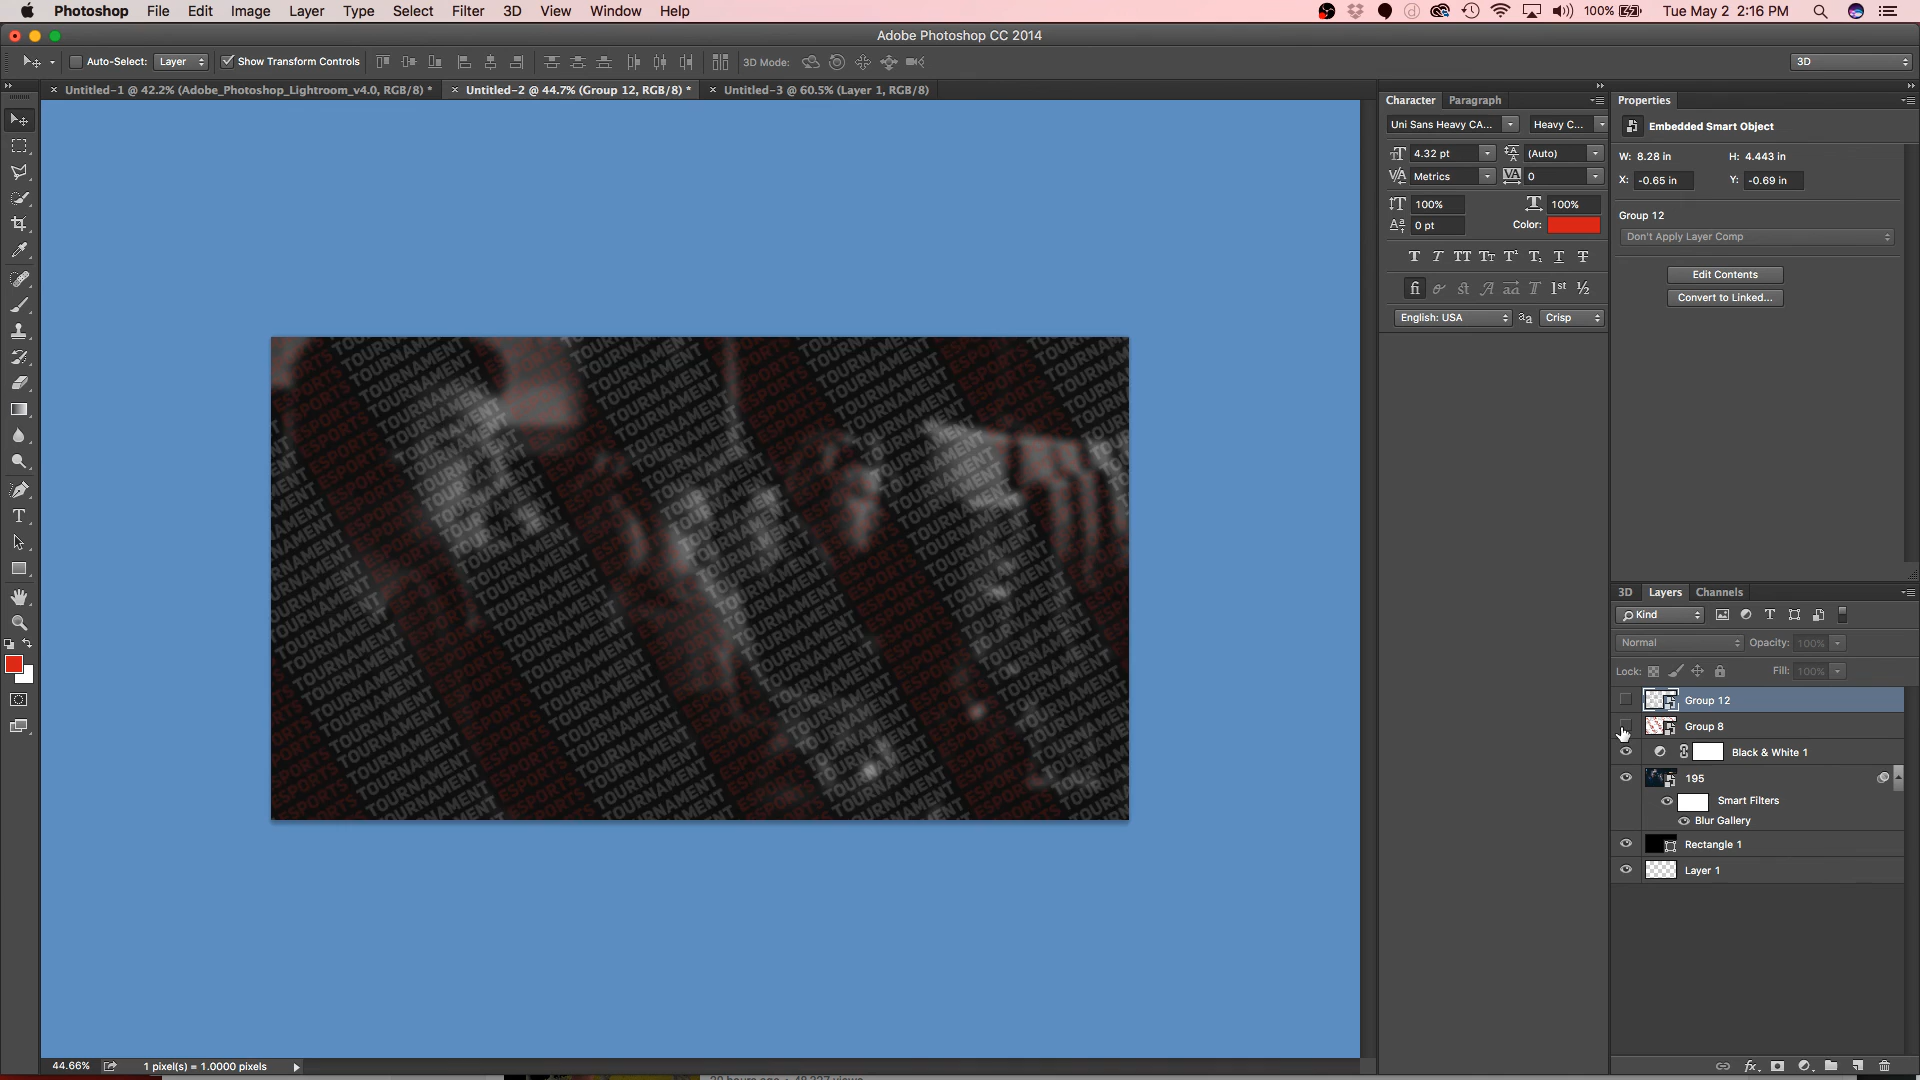 Photoshop File Edit Image Layer Type Select Filter 3D View Window Help 100% Tue May 2 2:16 PM
Adobe Photoshop CC 2014
Auto-Select: Layer Show Transform Controls 3D Mode: 3D
Untitled-1 @ 42.2% (Adobe_Photoshop_Lightroom_v4.0, RGB/8) * Untitled-2 @ 44.7% (Group 12, RGB/8) * Untitled-3 @ 60.5% (Layer 1, RGB/8)
Character Paragraph
Uni Sans Heavy CA... Heavy C...
4.32 pt (Auto)
Metrics 0
100% 100%
0 pt Color:
English: USA Crisp
Properties
Embedded Smart Object
W: 8.28 in H: 4.443 in
X: -0.65 in Y: -0.69 in
Group 12
Don't Apply Layer Comp
Edit Contents
Convert to Linked...
TOURNAMENT
ESPORTS
3D Layers Channels
Kind
Normal Opacity: 100%
Lock: Fill: 100%
Group 12
Group 8
Black & White 1
195
Smart Filters
Blur Gallery
Rectangle 1
Layer 1
44.66% 1 pixel(s) = 1.0000 pixels